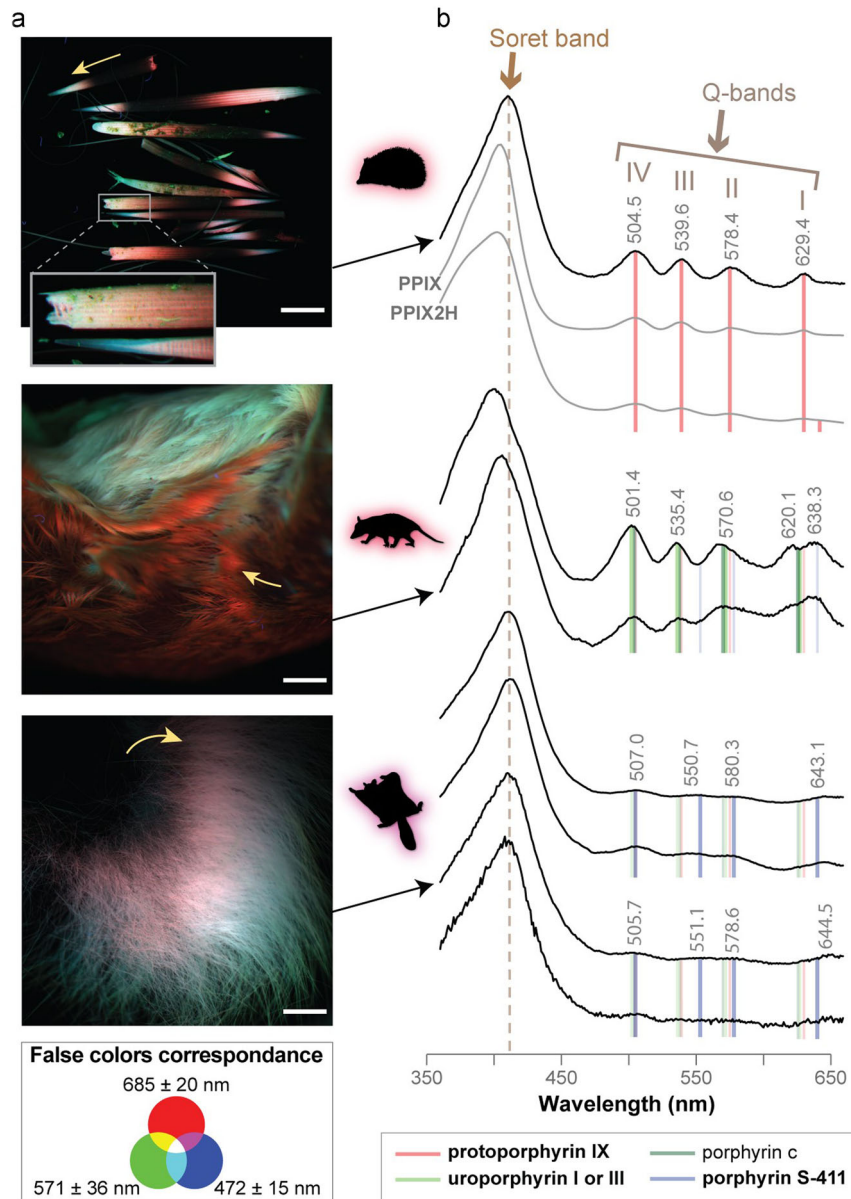 a
b
Soret band
Q-bands
IV
III
II
I
504.5
539.6
578.4
629.4
PPIX
PPIX2H
501.4
535.4
570.6
620.1
638.3
507.0
550.7
580.3
643.1
505.7
551.1
578.6
644.5
350
450
550
650
Wavelength (nm)
False colors correspondance
685 ± 20 nm
571 ± 36 nm
472 ± 15 nm
protoporphyrin IX
uroporphyrin I or III
porphyrin c
porphyrin S-411